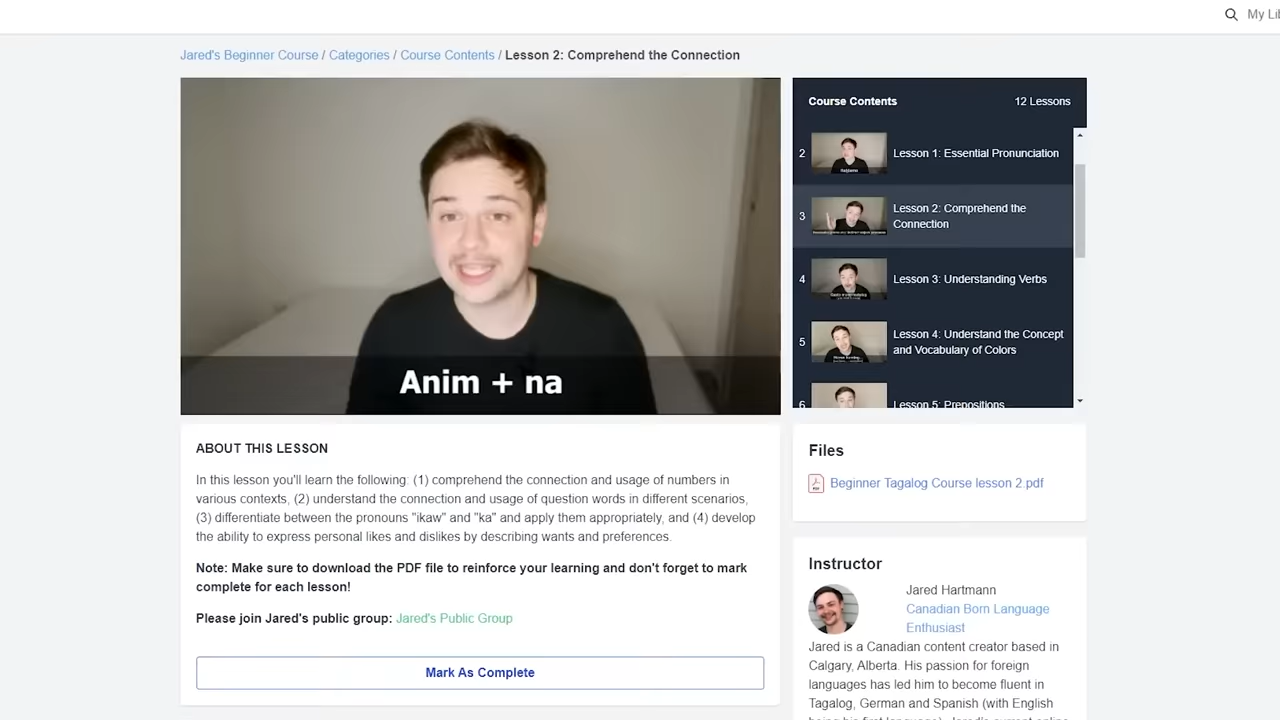 My Li
Jared's Beginner Course / Categories / Course Contents / Lesson 2: Comprehend the Connection
Anim + na
Course Contents
12 Lessons
2
Lesson 1: Essential Pronunciation
3
Lesson 2: Comprehend the
Connection
4
Lesson 3: Understanding Verbs
5
Lesson 4: Understand the Concept
and Vocabulary of Colors
6
Lesson 5: Prepositions
ABOUT THIS LESSON
In this lesson you'll learn the following: (1) comprehend the connection and usage of numbers in
various contexts, (2) understand the connection and usage of question words in different scenarios,
(3) differentiate between the pronouns "ikaw" and "ka" and apply them appropriately, and (4) develop
the ability to express personal likes and dislikes by describing wants and preferences.
Note: Make sure to download the PDF file to reinforce your learning and don't forget to mark
complete for each lesson!
Please join Jared's public group: Jared's Public Group
Mark As Complete
Files
PDF
Beginner Tagalog Course lesson 2.pdf
Instructor
Jared Hartmann
Canadian Born Language
Enthusiast
Jared is a Canadian content creator based in
Calgary, Alberta. His passion for foreign
languages has led him to become fluent in
Tagalog, German and Spanish (with English
being his first language). Jared's current online